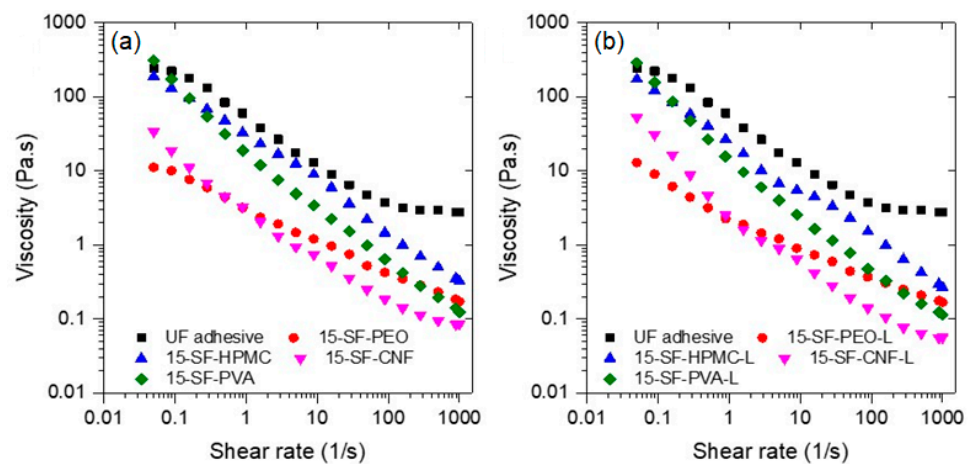 (a)
Viscosity (Pa.s)
1000
100
10
1
0.1
0.01
UF adhesive
15-SF-PEO
15-SF-HPMC
15-SF-CNF
15-SF-PVA
0.01 0.1 1 10 100 1000
Shear rate (1/s)
(b)
Viscosity (Pa.s)
1000
100
10
1
0.1
0.01
UF adhesive
15-SF-PEO-L
15-SF-HPMC-L
15-SF-CNF-L
15-SF-PVA-L
0.01 0.1 1 10 100 1000
Shear rate (1/s)